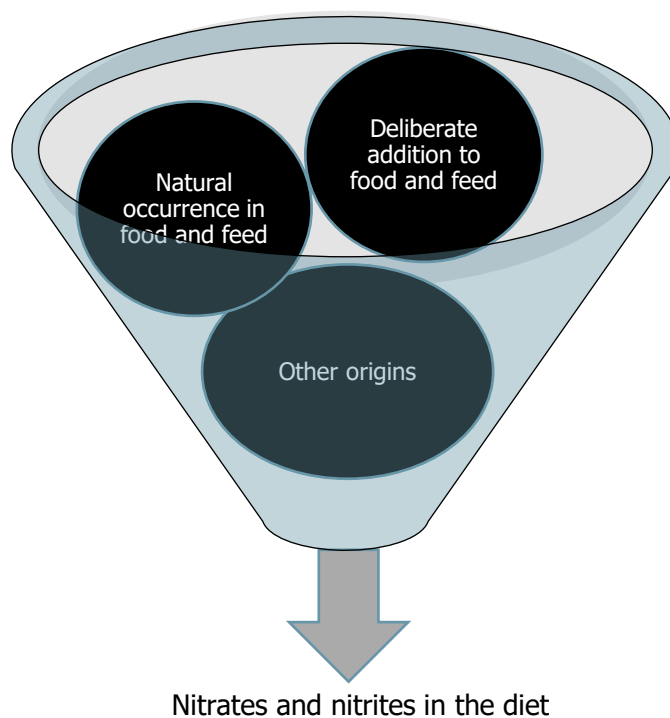 Deliberate
addition to
food and feed
Natural
occurrence in
food and feed
Other origins
Nitrates and nitrites in the diet